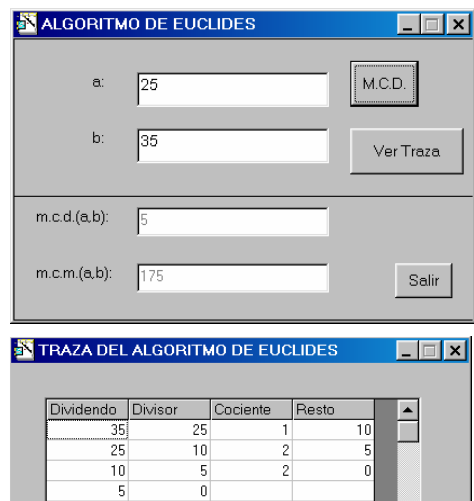 ALGORITMO DE EUCLIDES
a: 25 M.C.D.
b: 35 Ver Traza
m.c.d.(a,b): 5
m.c.m.(a,b): 175 Salir
TRAZA DEL ALGORITMO DE EUCLIDES
Dividendo Divisor Cociente Resto
35 25 1 10
25 10 2 5
10 5 2 0
5 0